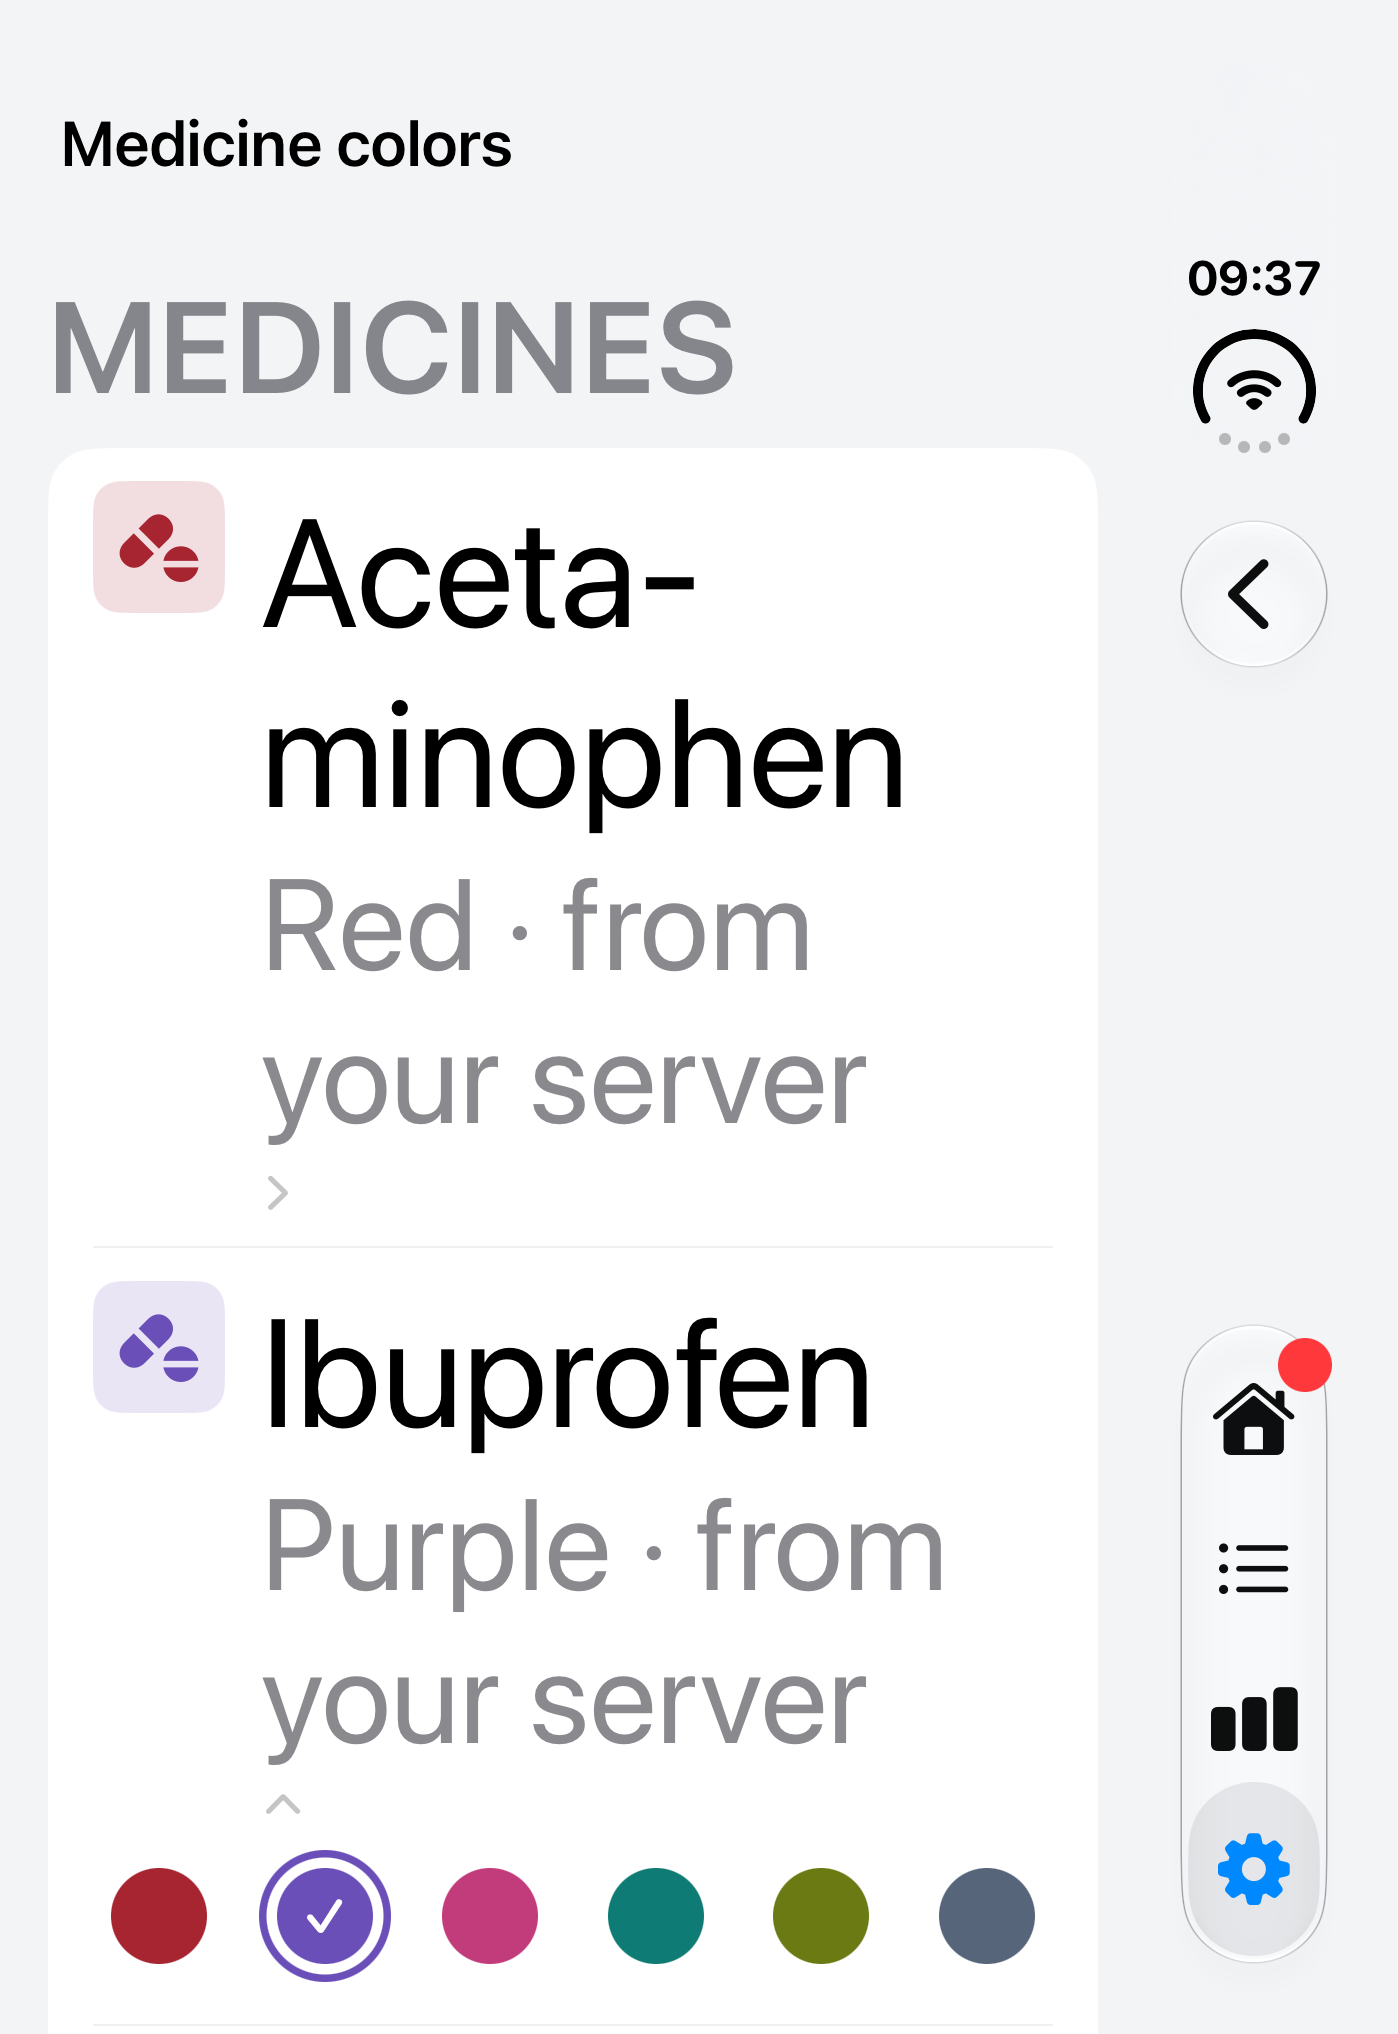 Medicine colors
09:37
MEDICINES
Aceta-
minophen
Red · from
your server
Ibuprofen
Purple · from
your server